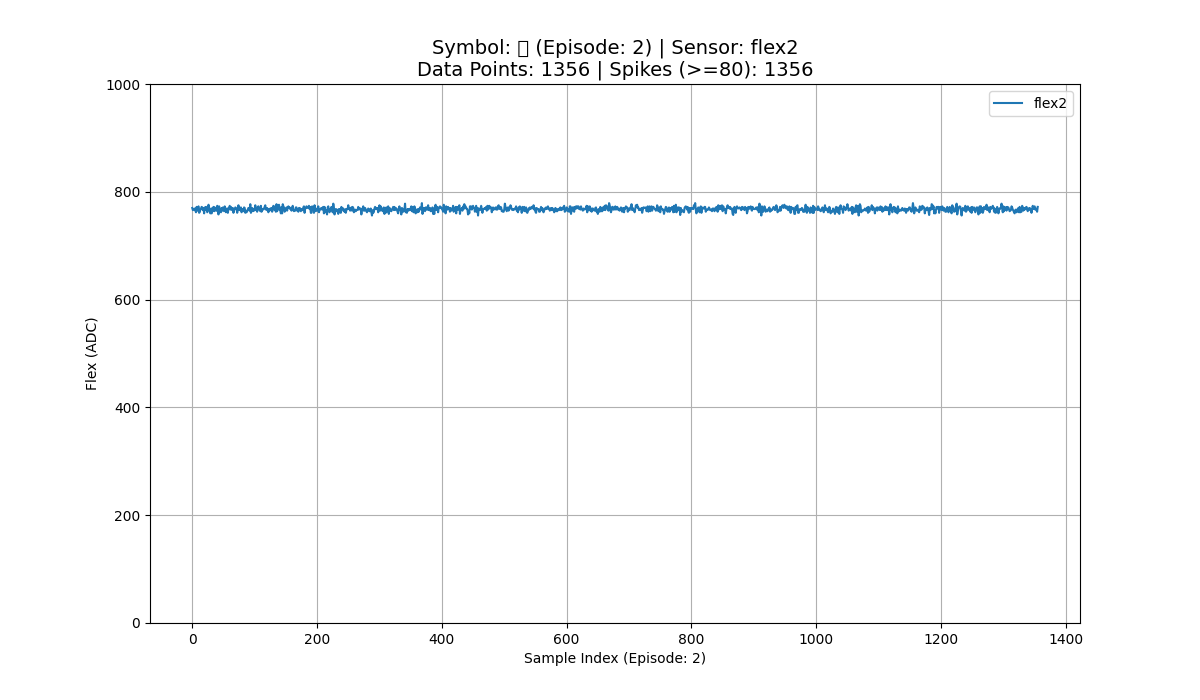 Symbol: (Episode: 2) | Sensor: flex2
Data Points: 1356 | Spikes (>=80): 1356
flex2
Flex (ADC)
1000
800
600
400
200
0
0 200 400 600 800 1000 1200 1400
Sample Index (Episode: 2)